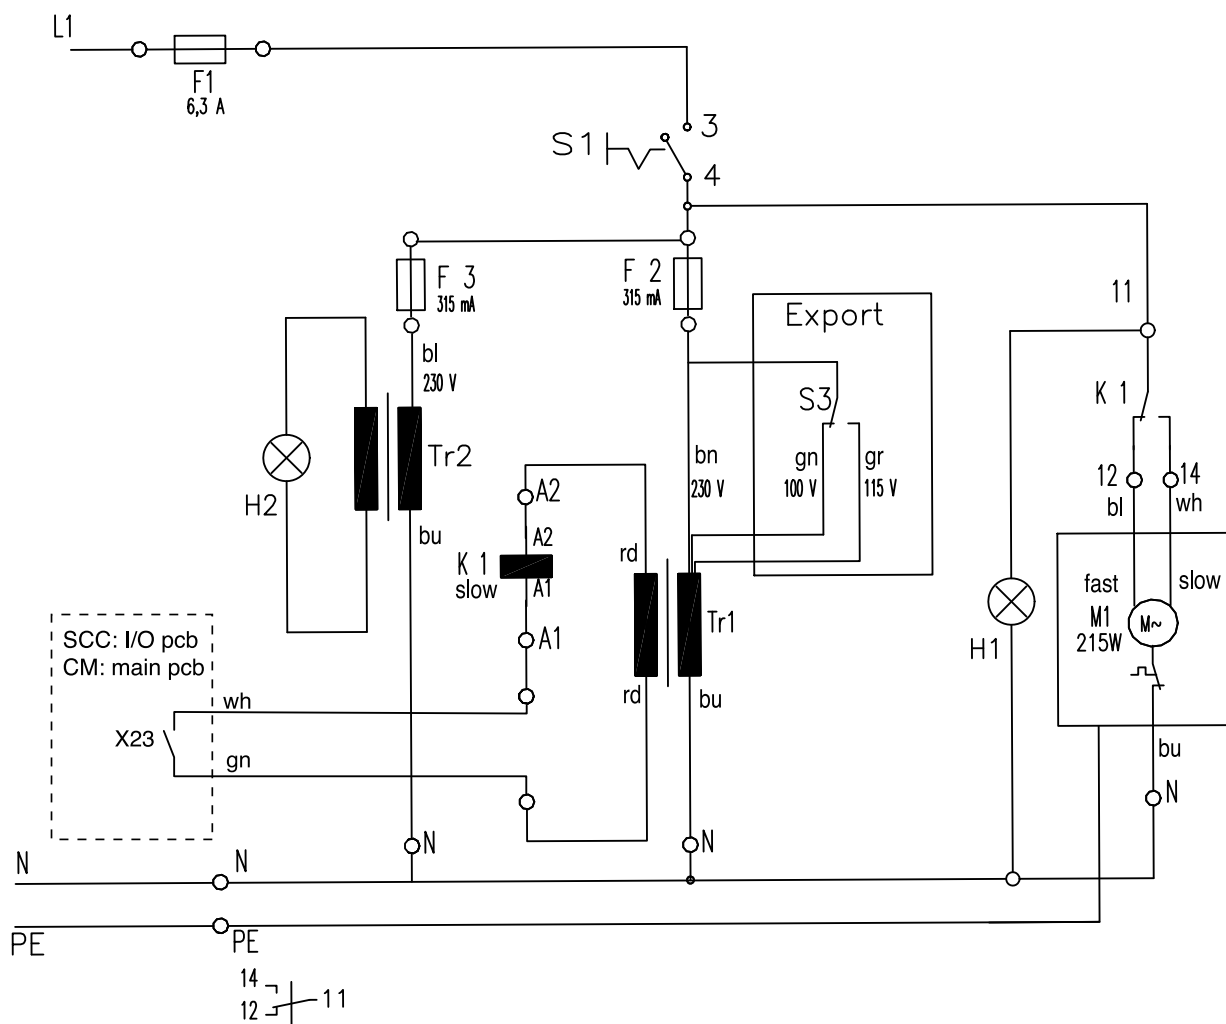 L1
F1
6,3 A
S1
3
4
F 3
315 mA
F 2
315 mA
Export
11
bl
230 V
S3
K 1
Tr2
H2
bn
230 V
gn
100 V
gr
115 V
12
14
bl
wh
A2
A2
bu
rd
K 1
slow
A1
fast
slow
M1
215W
M~
Tr1
H1
SCC: I/O pcb
CM: main pcb
A1
rd
bu
wh
X23
gn
bu
N
N
N
N
N
PE
PE
14
12
11